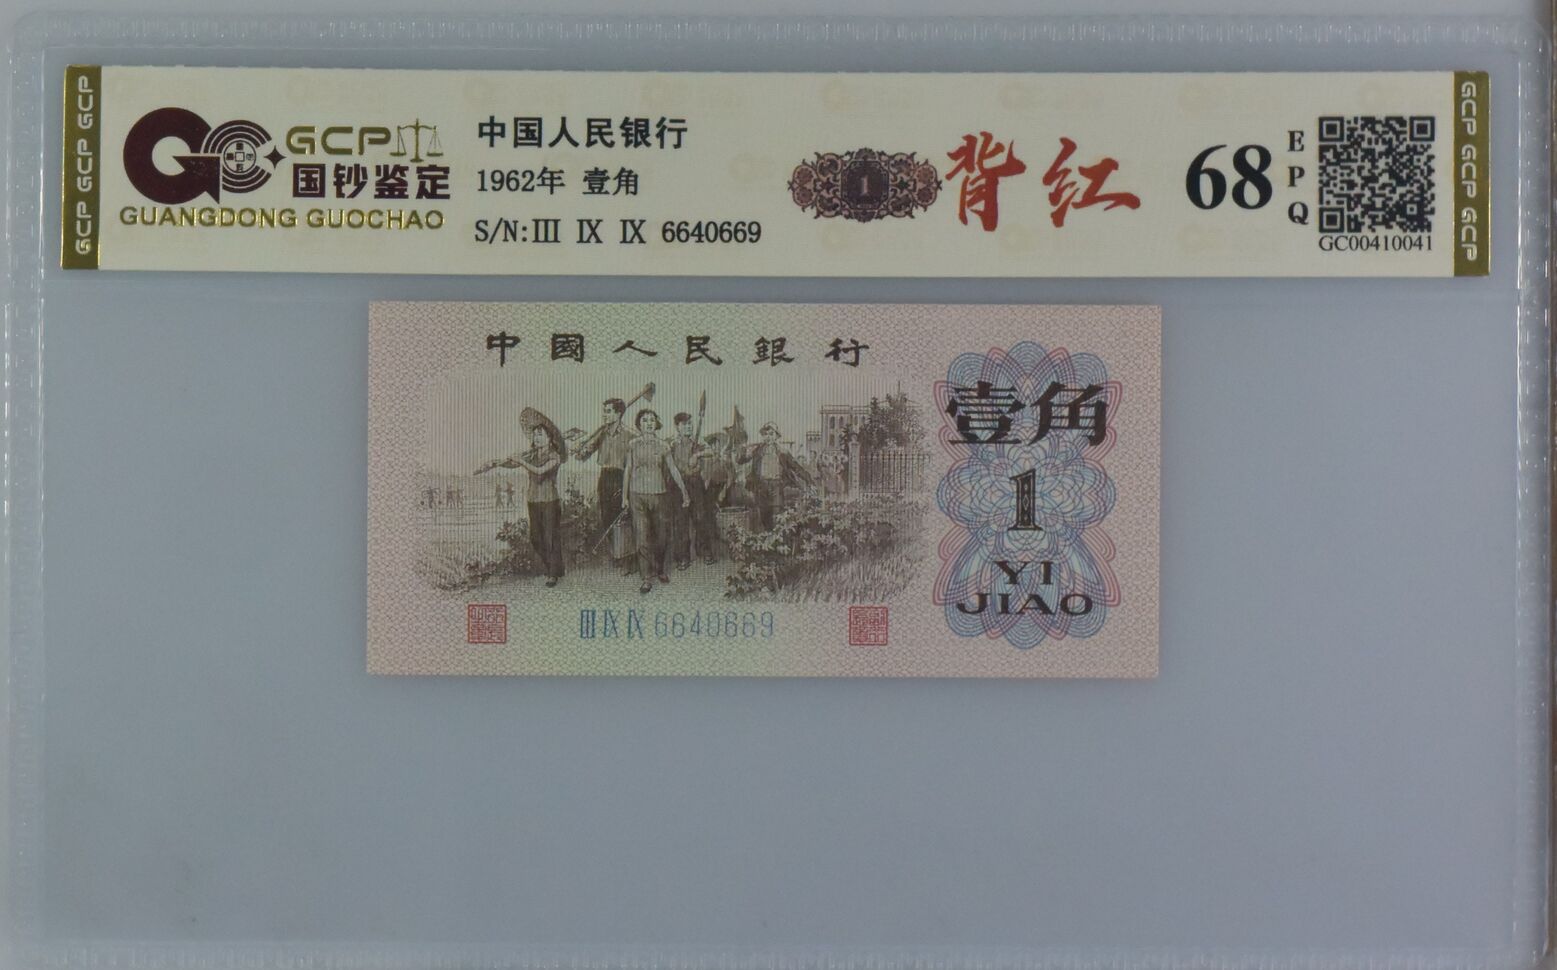 GCP GCP GCP
GCP
国钞鉴定
GUANGDONG GUOCHAO
中国人民银行
1962年 壹角
S/N:III IX IX 6640669
1
背红
68
EPQ
GC00410041
GCP GCP GCP
中國人民銀行
壹角
1
YI
JIAO
III IX IX 6640669